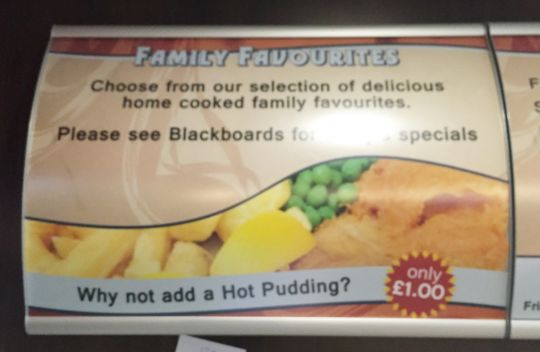 FAMILY FAVOURITES
Choose from our selection of delicious
home cooked family favourites.
Please see Blackboards specials
Why not add a Hot Pudding?
only
£1.00
F
Fri